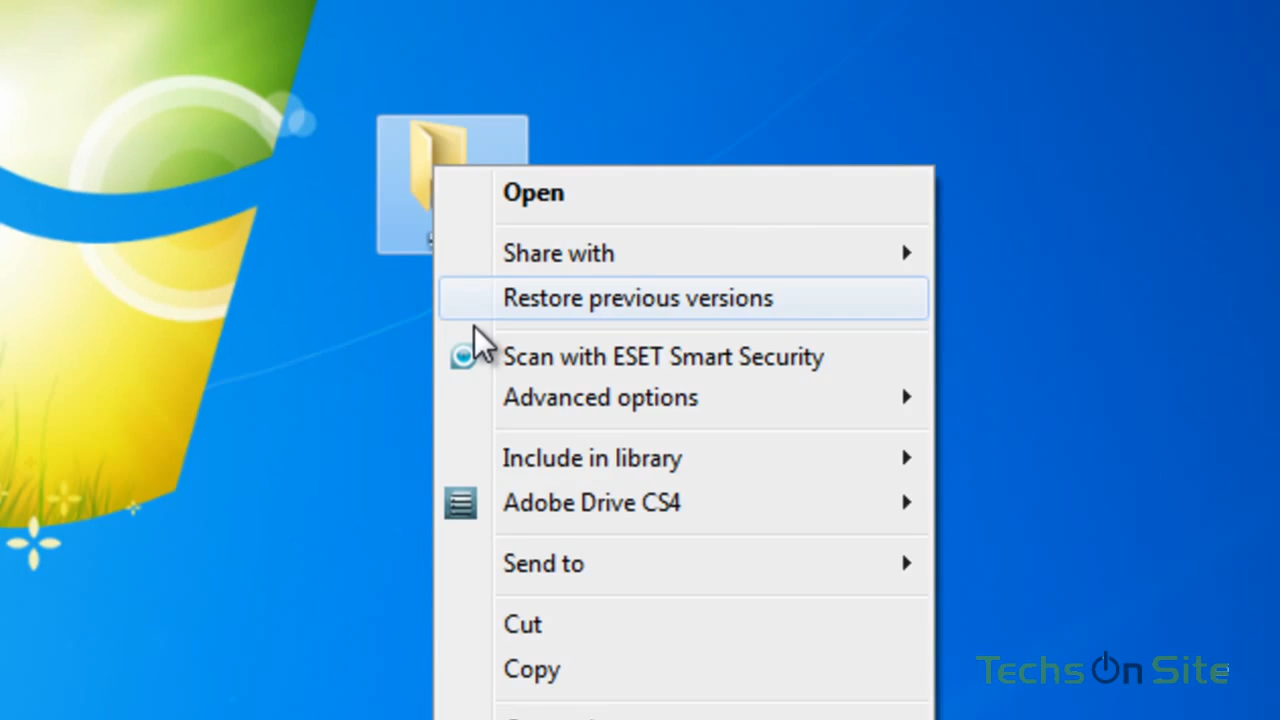 Open
Share with
Restore previous versions
Scan with ESET Smart Security
Advanced options
Include in library
Adobe Drive CS4
Send to
Cut
Copy
Techs On Site